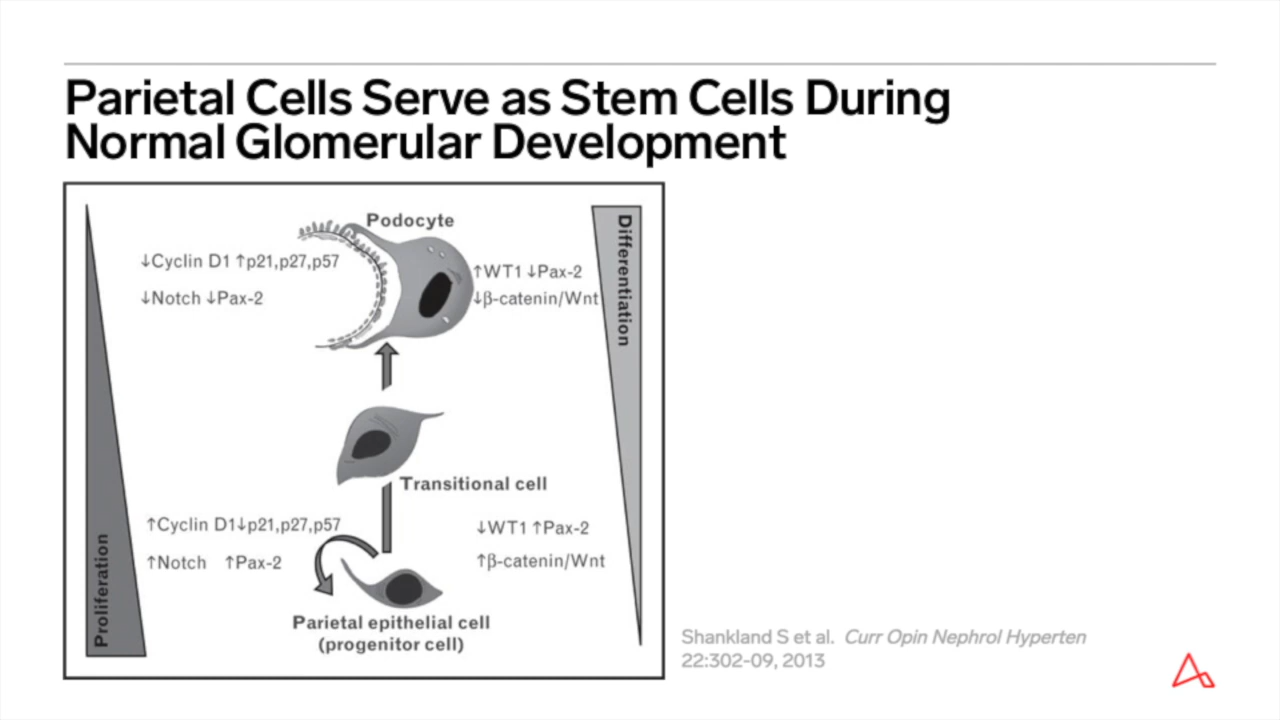 Parietal Cells Serve as Stem Cells During
Normal Glomerular Development
Podocyte
↓Cyclin D1 ↑p21,p27,p57
↓Notch ↓Pax-2
↑WT1 ↓Pax-2
↓β-catenin/Wnt
Differentiation
Transitional cell
↑Cyclin D1↓p21,p27,p57
↑Notch ↑Pax-2
↓WT1 ↑Pax-2
↑β-catenin/Wnt
Proliferation
Parietal epithelial cell
(progenitor cell)
Shankland S et al. Curr Opin Nephrol Hyperten
22:302-09, 2013